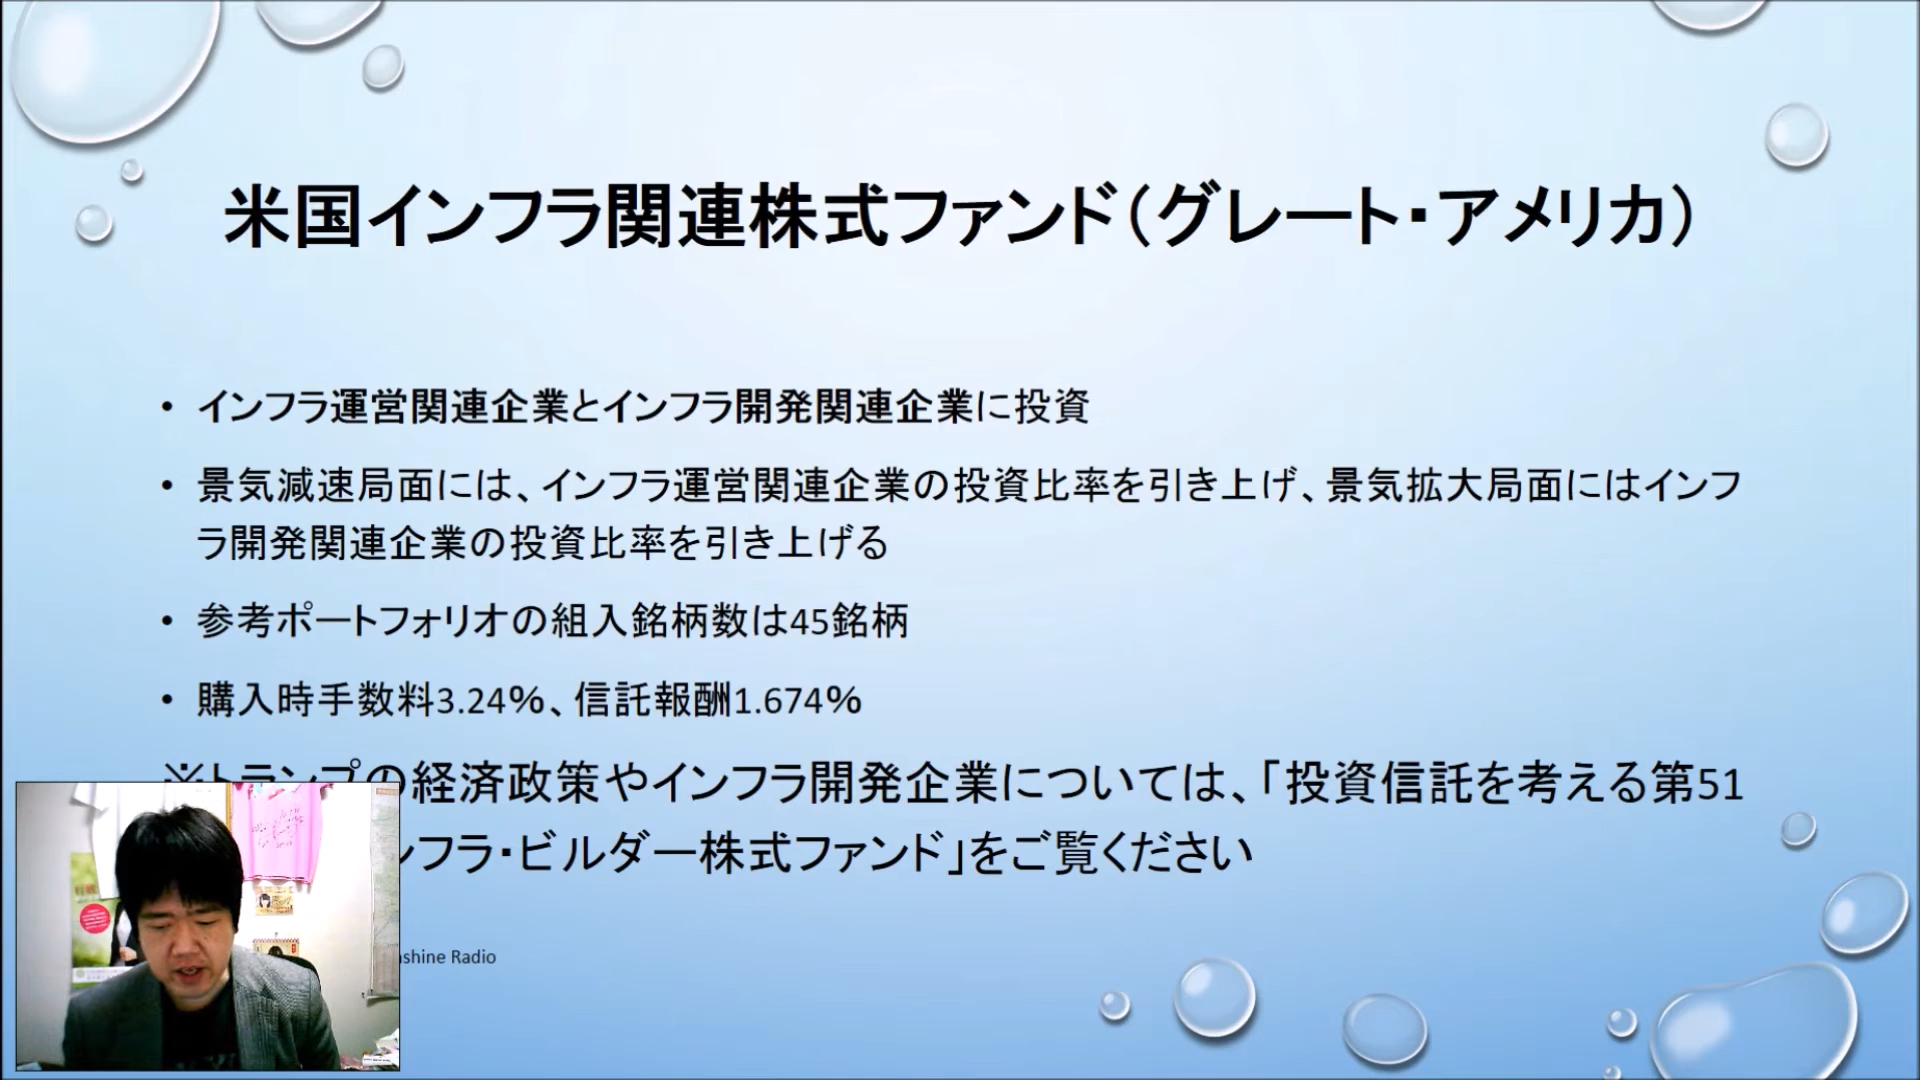 米国インフラ関連株式ファンド（グレート・アメリカ）
• インフラ運営関連企業とインフラ開発関連企業に投資
• 景気減速局面には、インフラ運営関連企業の投資比率を引き上げ、景気拡大局面にはインフ
ラ開発関連企業の投資比率を引き上げる
• 参考ポートフォリオの組入銘柄数は45銘柄
• 購入時手数料3.24%、信託報酬1.674%
※トランプの経済政策やインフラ開発企業については、「投資信託を考える第51
ンフラ・ビルダー株式ファンド」をご覧ください
shine Radio